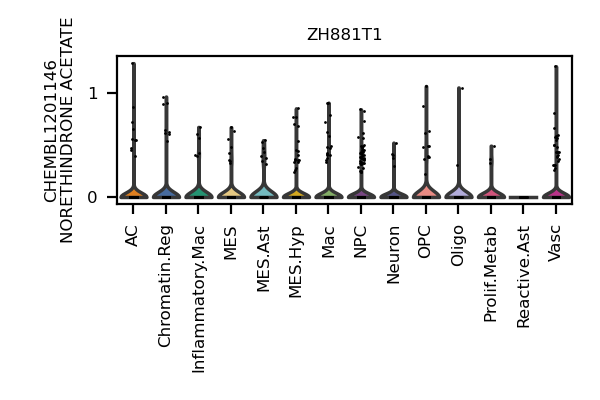 ZH881T1
CHEMBL1201146
NORETHINDRONE ACETATE
1
0
AC
Chromatin.Reg
Inflammatory.Mac
MES
MES.Ast
MES.Hyp
Mac
NPC
Neuron
OPC
Oligo
Prolif.Metab
Reactive.Ast
Vasc